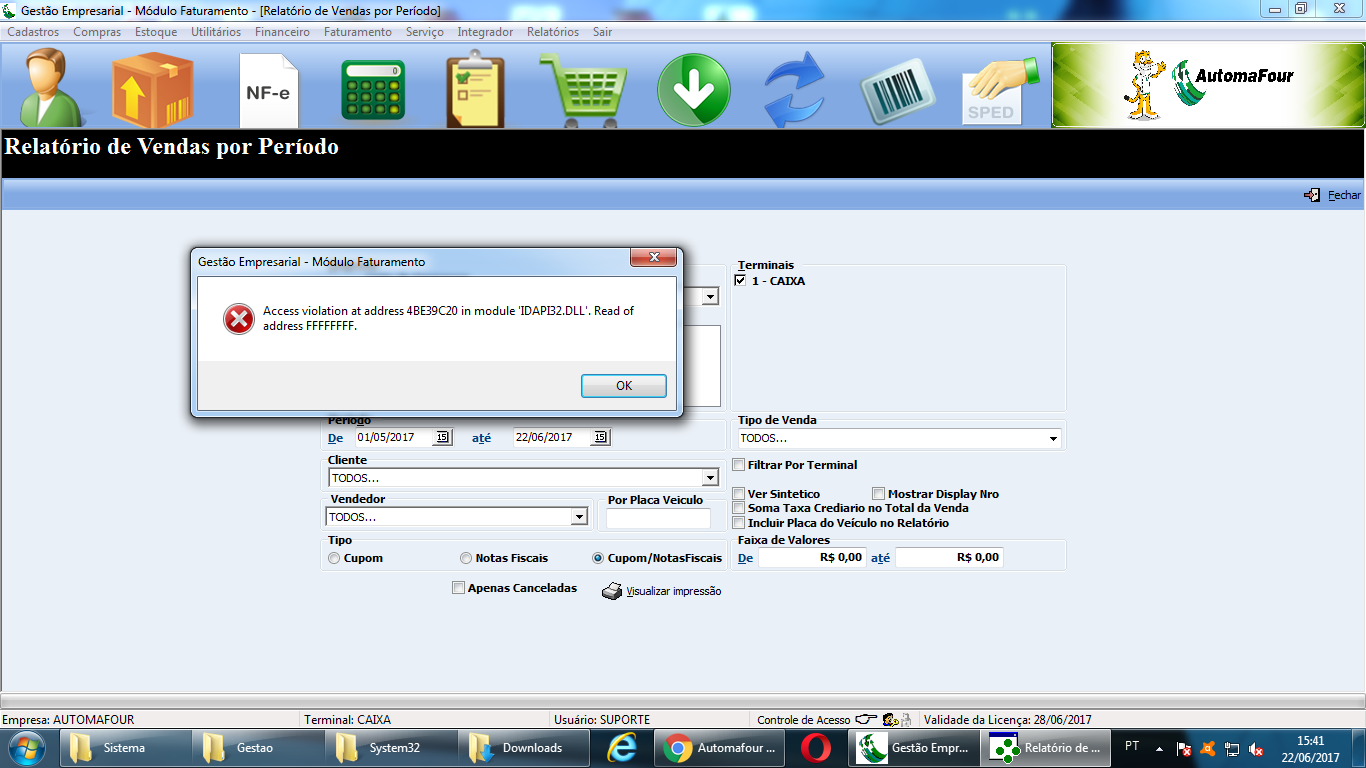 Gestão Empresarial - Módulo Faturamento - [Relatório de Vendas por Período]
Cadastros Compras Estoque Utilitários Financeiro Faturamento Serviço Integrador Relatórios Sair
NF-e
0
SPED
AutomaFour
Relatório de Vendas por Período
Fechar
Gestão Empresarial - Módulo Faturamento
Access violation at address 4BE39C20 in module 'IDAPI32.DLL'. Read of
address FFFFFFFF.
OK
Terminais
1 - CAIXA
Período
De 01/05/2017 15 até 22/06/2017 15
Tipo de Venda
TODOS...
Cliente
TODOS...
Filtrar Por Terminal
Vendedor
TODOS...
Por Placa Veiculo
Ver Sintetico Mostrar Display Nro
Soma Taxa Crediario no Total da Venda
Incluir Placa do Veículo no Relatório
Tipo
Cupom Notas Fiscais Cupom/NotasFiscais
Faixa de Valores
De R$ 0,00 até R$ 0,00
Apenas Canceladas
Visualizar impressão
Empresa: AUTOMAFOUR Terminal: CAIXA Usuário: SUPORTE Controle de Acesso Validade da Licença: 28/06/2017
Sistema Gestao System32 Downloads Automafour ... Gestão Empr... Relatório de ... PT 15:41
22/06/2017